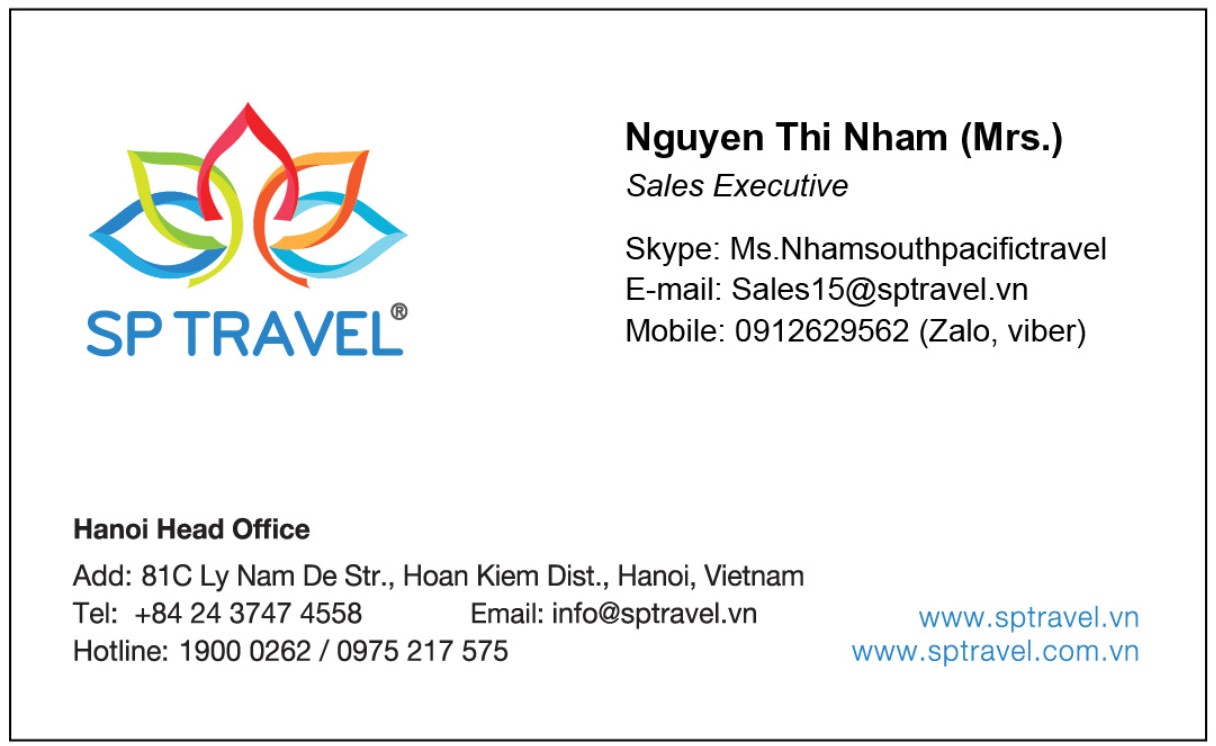 SP TRAVEL®
Nguyen Thi Nham (Mrs.)
Sales Executive
Skype: Ms.Nhamsouthpacifictravel
E-mail: Sales15@sptravel.vn
Mobile: 0912629562 (Zalo, viber)
Hanoi Head Office
Add: 81C Ly Nam De Str., Hoan Kiem Dist., Hanoi, Vietnam
Tel: +84 24 3747 4558 Email: info@sptravel.vn
Hotline: 1900 0262 / 0975 217 575
www.sptravel.vn
www.sptravel.com.vn